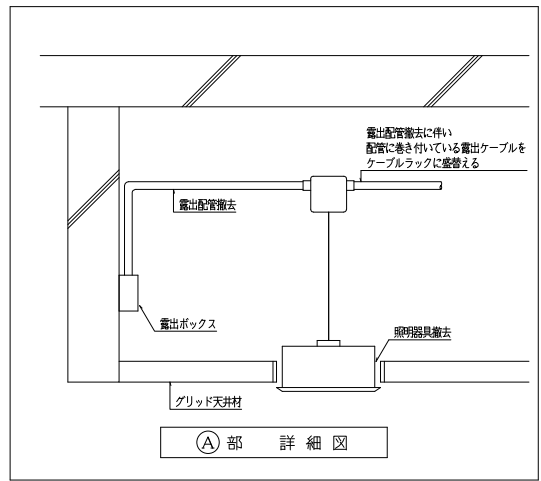 露出配管撤去に伴い
配管に巻き付いている露出ケーブルを
ケーブルラックに盛替える
露出配管撤去
露出ボックス
照明器具撤去
グリッド天井材
Ⓐ部 詳細図